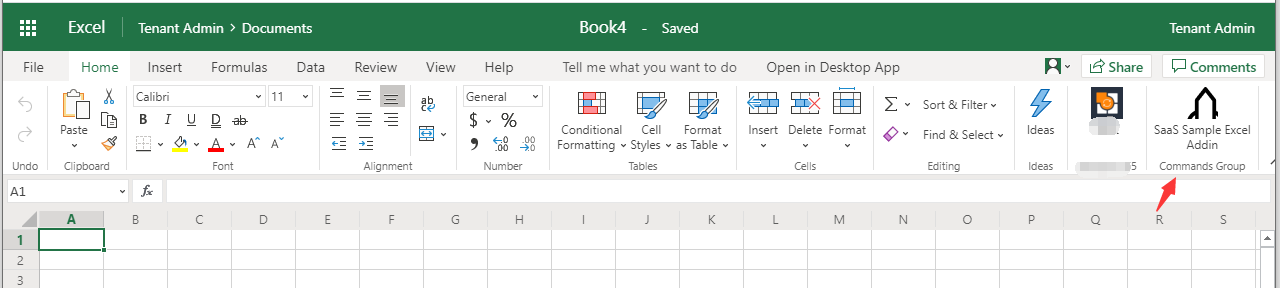 Excel
Tenant Admin > Documents
Book4 - Saved
Tenant Admin
File Home Insert Formulas Data Review View Help Tell me what you want to do Open in Desktop App Share Comments
Calibri 11 General Sort & Filter
B I U D ab
ab
$ %
Paste
Conditional Formatting
Cell Styles
Format as Table
Insert Delete Format
Find & Select
Ideas
SaaS Sample Excel
Addin
A A A
.00
.00
Undo Clipboard Font Alignment Number Tables Cells Editing Ideas 5 Commands Group
A1 fx
A B C D E F G H I J K L M N O P Q R S
1
2
3